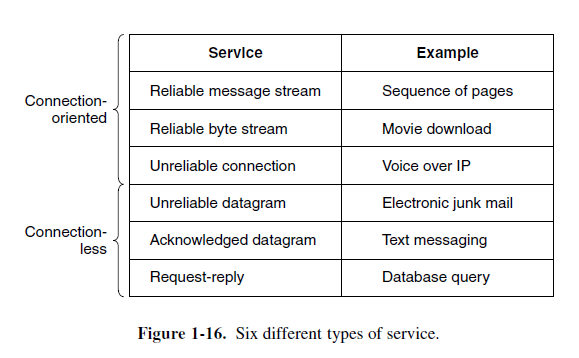 Service Example
Connection-
oriented
Reliable message stream Sequence of pages
Reliable byte stream Movie download
Unreliable connection Voice over IP
Connection-
less
Unreliable datagram Electronic junk mail
Acknowledged datagram Text messaging
Request-reply Database query
Figure 1-16. Six different types of service.